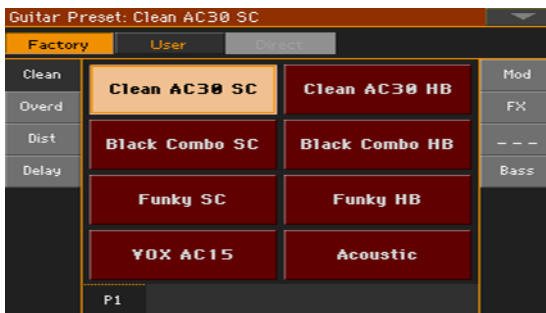 Guitar Preset: Clean AC30 SC
Factory User Direct
Clean Clean AC30 SC Clean AC30 HB Mod
Overd FX
Dist Black Combo SC Black Combo HB - - -
Delay Bass
Funky SC Funky HB
VOX AC15 Acoustic
P1